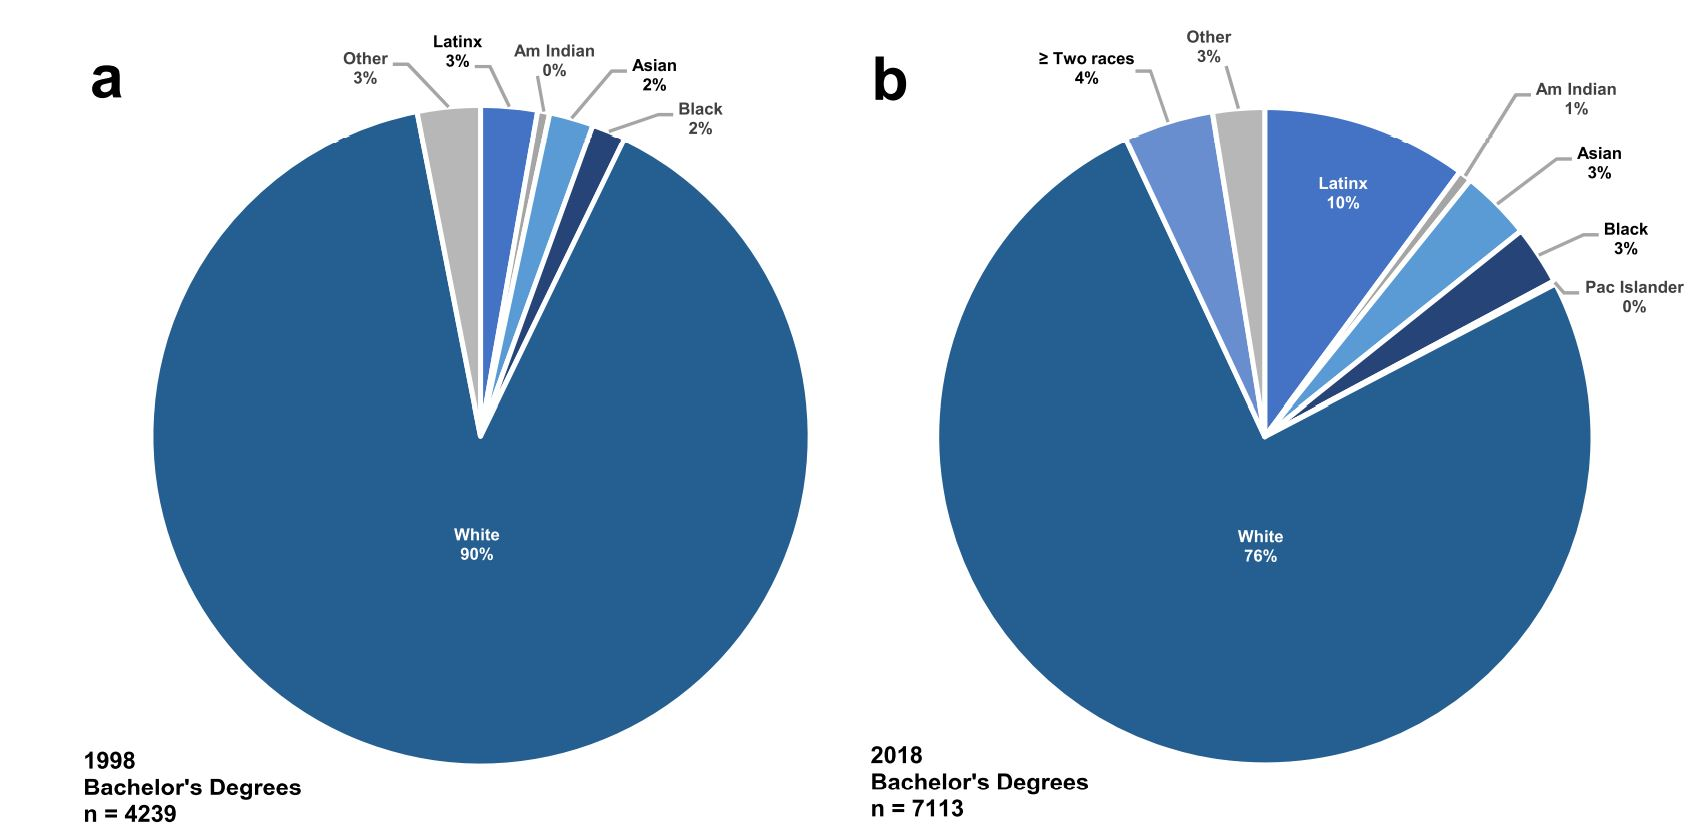 a
Other
3%
Latinx
3%
Am Indian
0%
Asian
2%
Black
2%
White
90%
1998
Bachelor's Degrees
n = 4239
b
≥ Two races
4%
Other
3%
Latinx
10%
Am Indian
1%
Asian
3%
Black
3%
Pac Islander
0%
White
76%
2018
Bachelor's Degrees
n = 7113